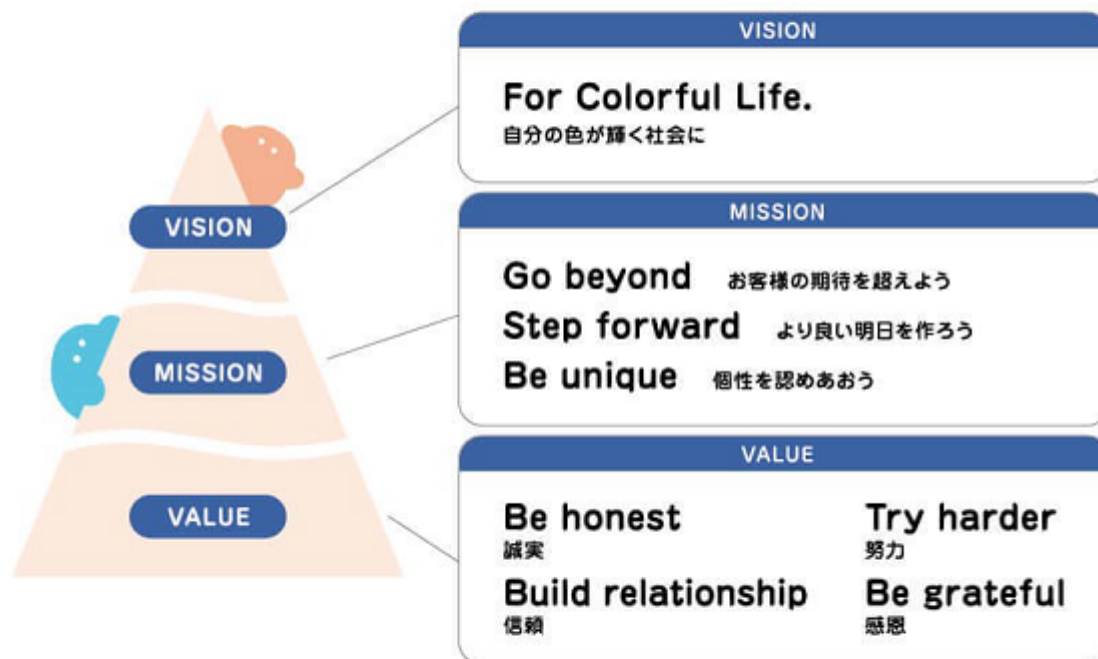 VISION
MISSION
VALUE
VISION
For Colorful Life.
自分の色が輝く社会に
MISSION
Go beyond お客様の期待を超えよう
Step forward より良い明日を作ろう
Be unique 個性を認めあおう
VALUE
Be honest
誠実
Try harder
努力
Build relationship
信頼
Be grateful
感恩